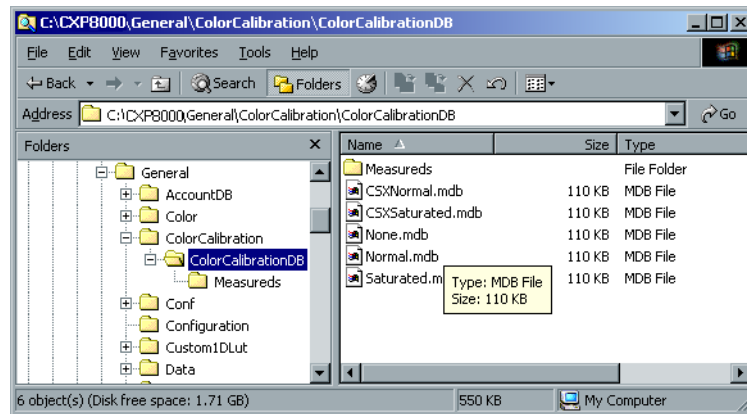 C:\CXP8000\General\ColorCalibration\ColorCalibrationDB
File Edit View Favorites Tools Help
Back Search Folders
Address C:\CXP8000\General\ColorCalibration\ColorCalibrationDB Go
Folders x
General
AccountDB
Color
ColorCalibration
ColorCalibrationDB
Measureds
Conf
Configuration
Custom1DLut
Data
Name Size Type
Measureds File Folder
CSXNormal.mdb 110 KB MDB File
CSXSaturated.mdb 110 KB MDB File
None.mdb 110 KB MDB File
Normal.mdb 110 KB MDB File
Saturated.m 110 KB MDB File
Type: MDB File
Size: 110 KB
6 object(s) (Disk free space: 1.71 GB) 550 KB My Computer